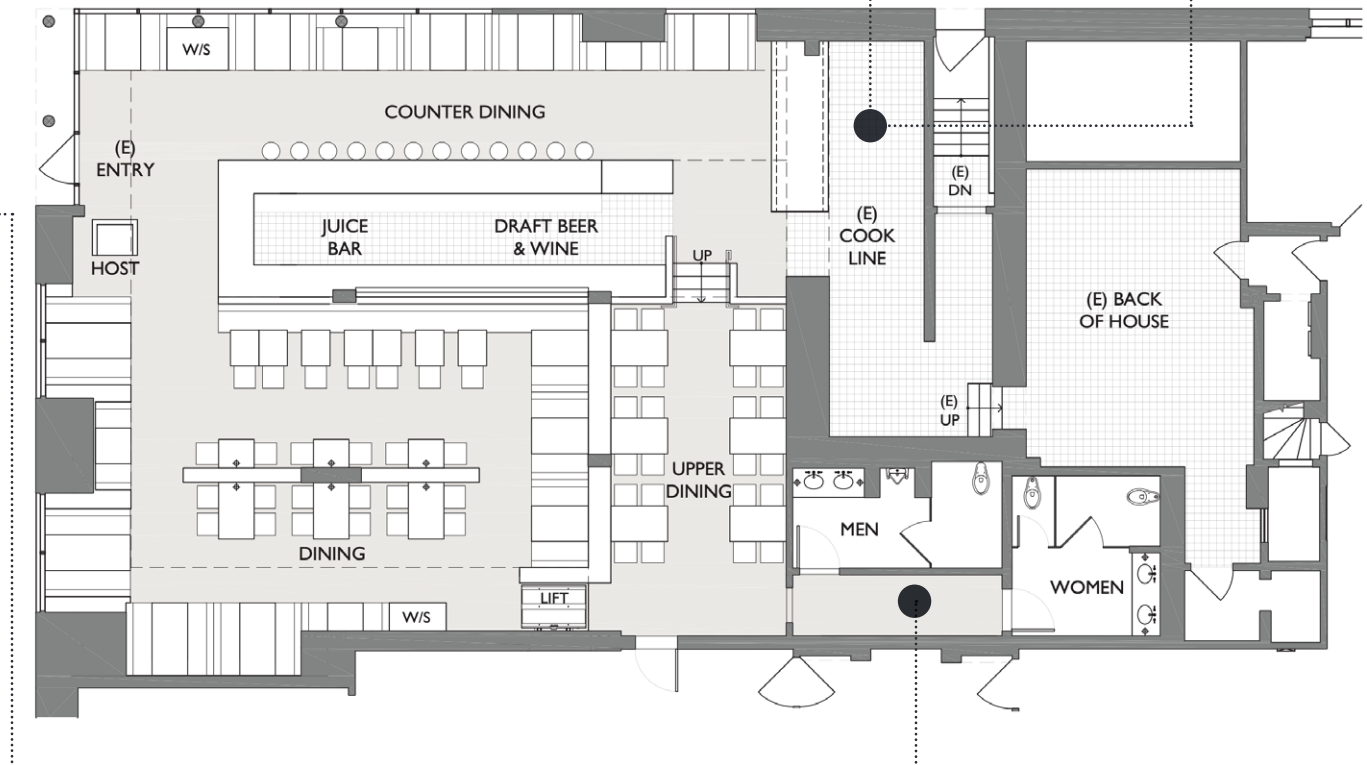 W/S
COUNTER DINING
(E)
ENTRY
(E)
DN
JUICE
BAR
DRAFT BEER
& WINE
(E)
COOK
LINE
HOST
UP
(E) BACK
OF HOUSE
(E)
UP
UPPER
DINING
MEN
DINING
WOMEN
LIFT
W/S